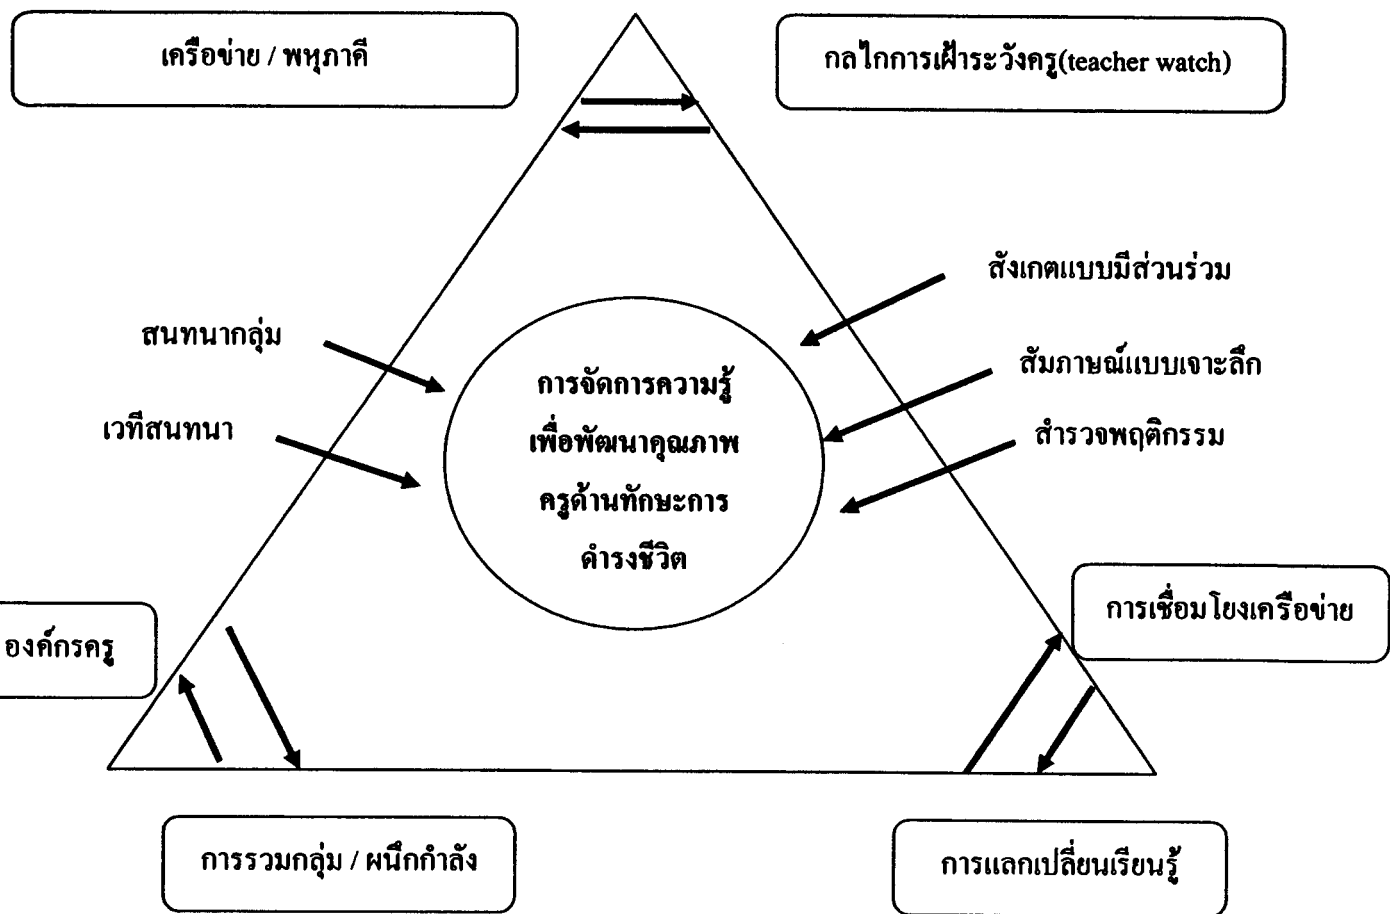 เครือข่าย / พหุภาคี
กลไกการเฝ้าระวังครู(teacher watch)
สังเกตแบบมีส่วนร่วม
สนทนากลุ่ม
สัมภาษณ์แบบเจาะลึก
เวทีสนทนา
สำรวจพฤติกรรม
การจัดการความรู้
เพื่อพัฒนาคุณภาพ
ครูด้านทักษะการ
ดำรงชีวิต
องค์กรครู
การเชื่อมโยงเครือข่าย
การรวมกลุ่ม / ผนึกกำลัง
การแลกเปลี่ยนเรียนรู้